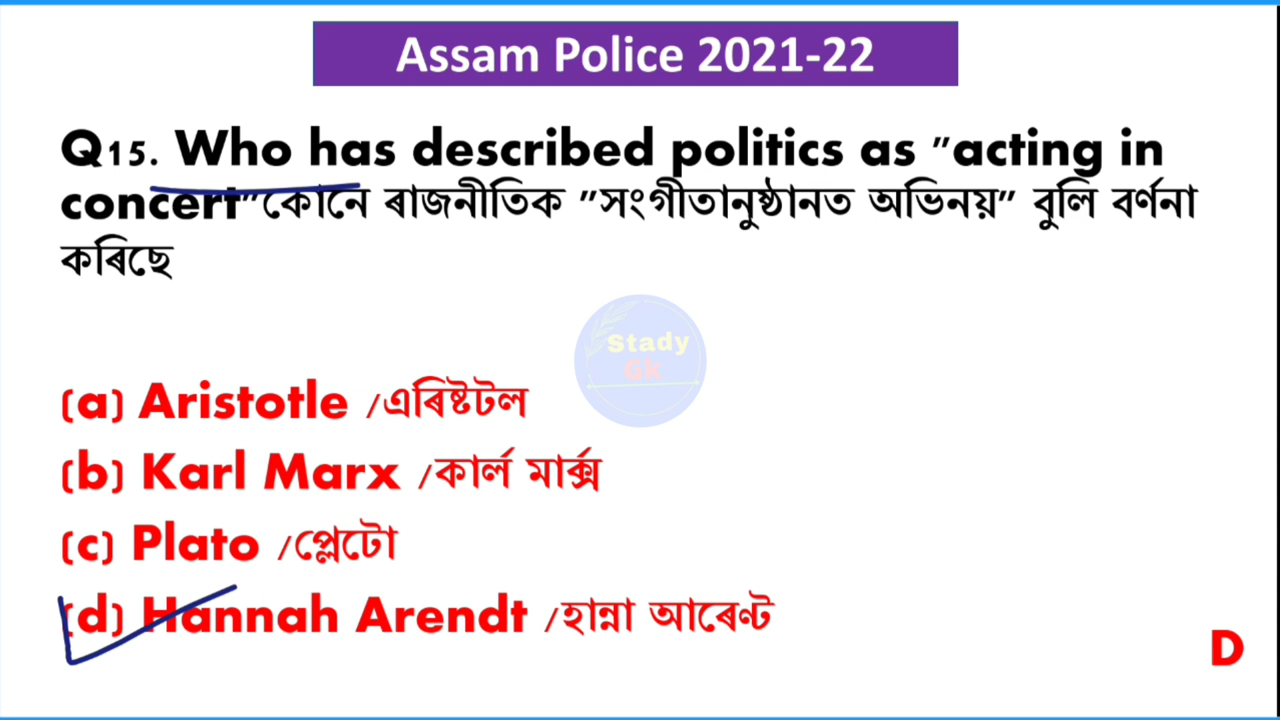 Assam Police 2021-22
Q15. Who has described politics as "acting in
concert"কোনে ৰাজনীতিক "সংগীতানুষ্ঠানত অভিনয়" বুলি বৰ্ণনা
কৰিছে
Stady
Gk
(a) Aristotle /এৰিষ্টটল
(b) Karl Marx /কাৰ্ল মাৰ্ক্স
(c) Plato /প্লেটো
(d) Hannah Arendt /হান্না আৰেণ্ট
D